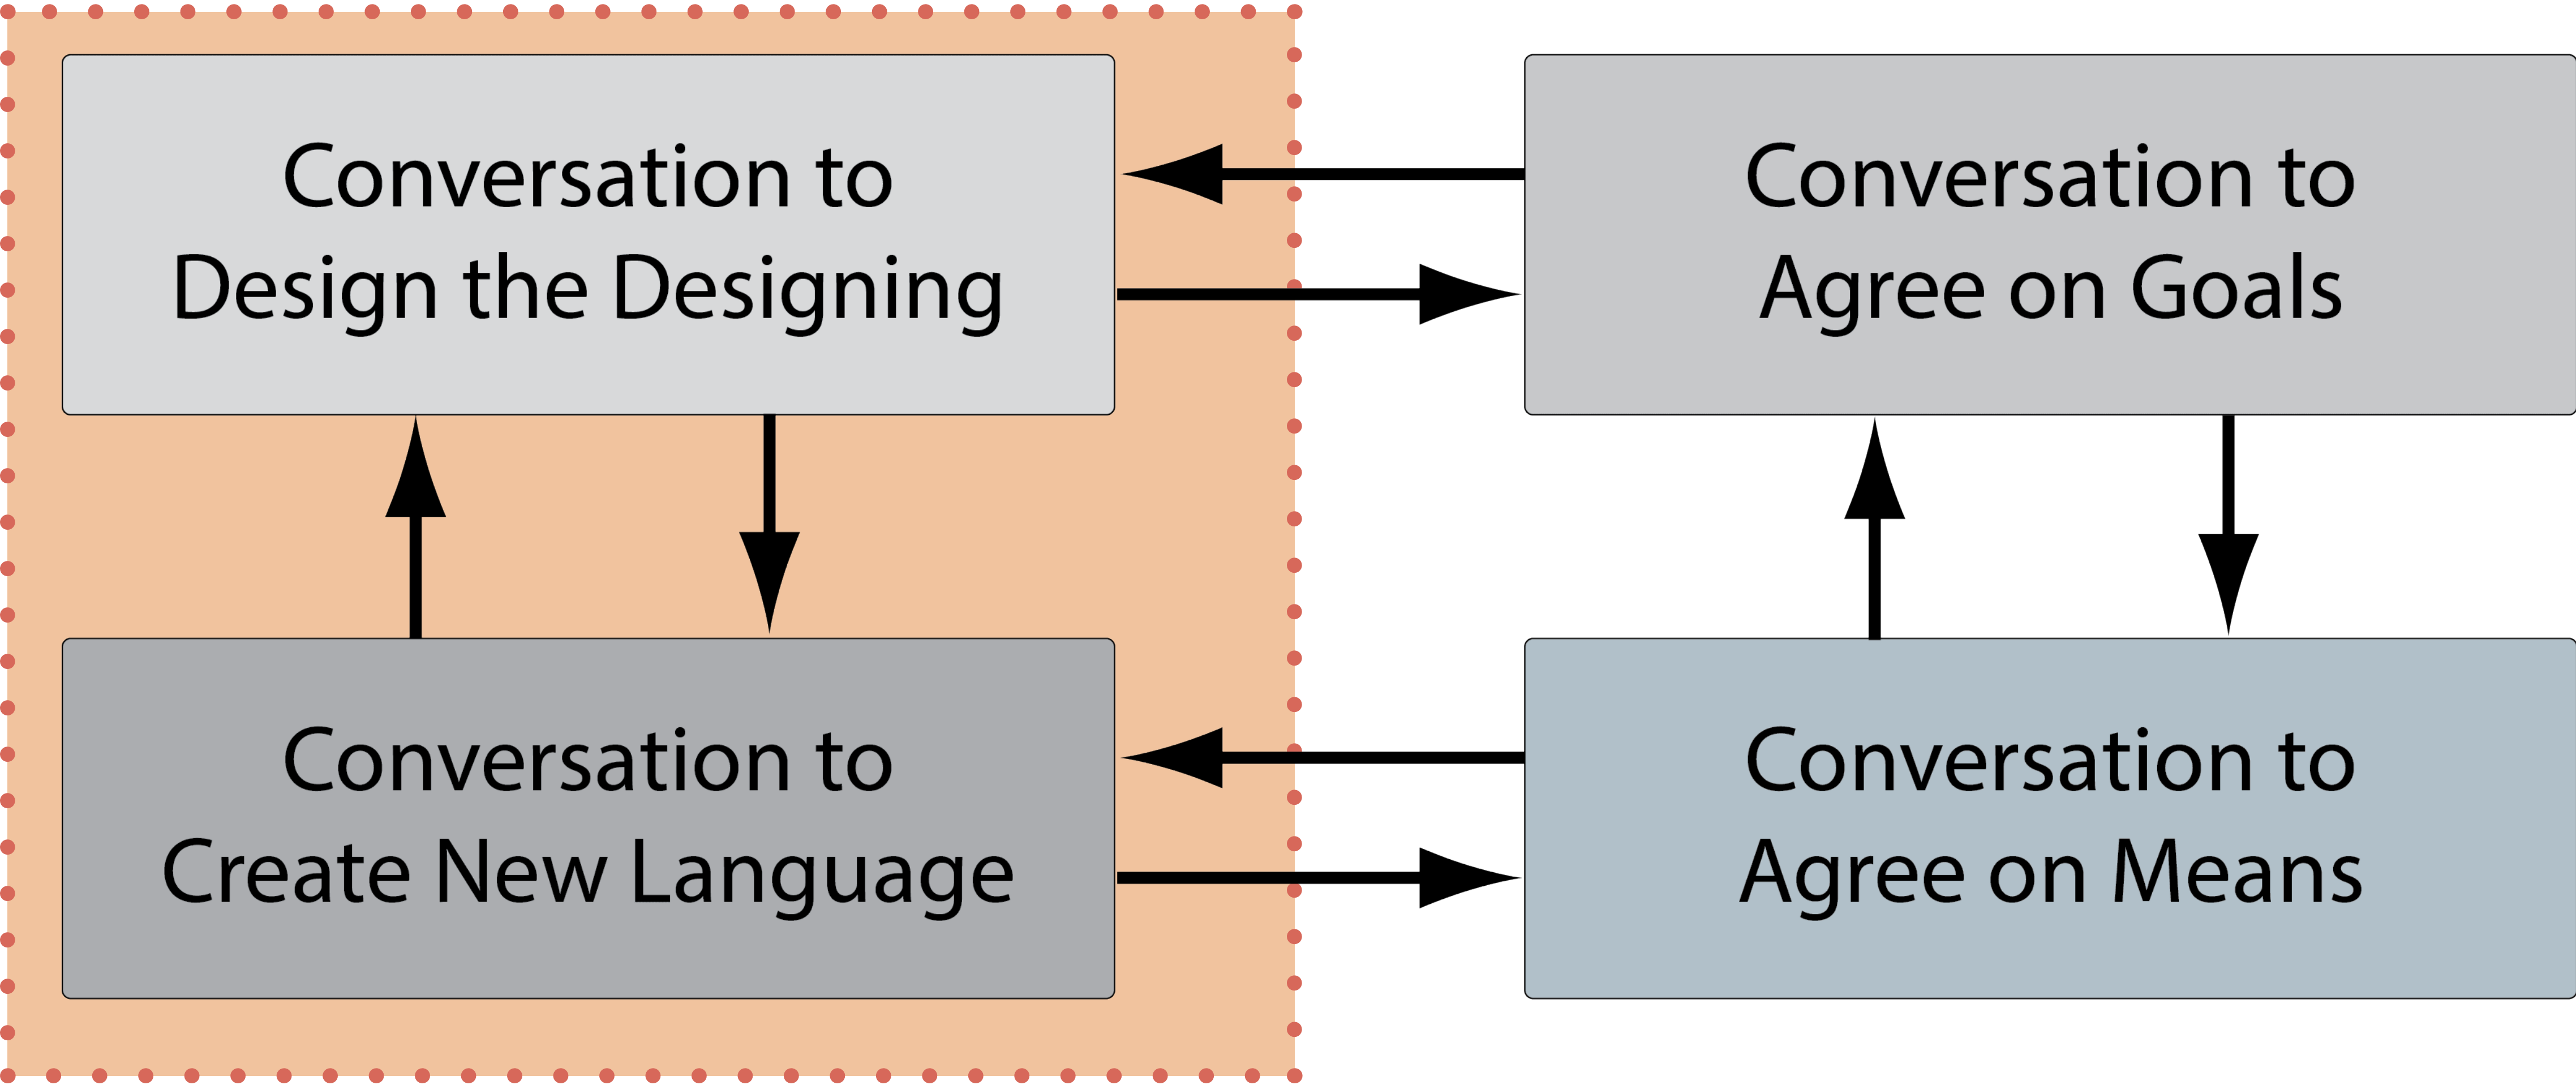 Conversation to
Design the Designing
Conversation to
Agree on Goals
Conversation to
Create New Language
Conversation to
Agree on Means